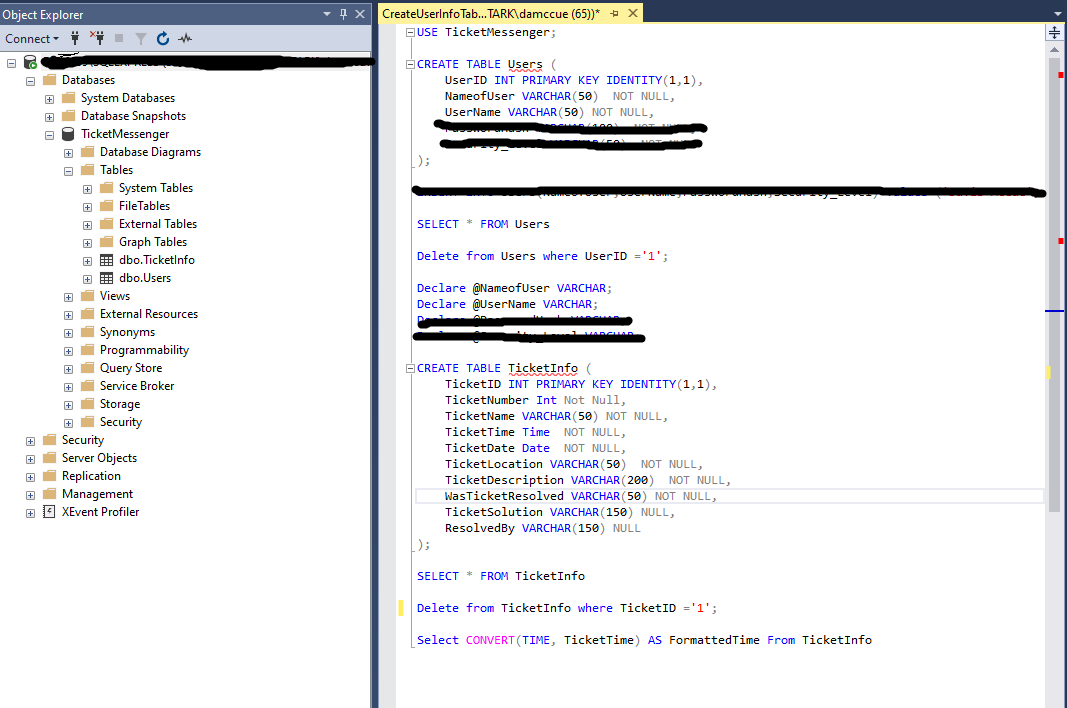 Object Explorer
Connect
Databases
System Databases
Database Snapshots
TicketMessenger
Database Diagrams
Tables
System Tables
FileTables
External Tables
Graph Tables
dbo.TicketInfo
dbo.Users
Views
External Resources
Synonyms
Programmability
Query Store
Service Broker
Storage
Security
Security
Server Objects
Replication
Management
XEvent Profiler
CreateUserInfoTab...TARK\damccue (65))*
USE TicketMessenger;
CREATE TABLE Users (
UserID INT PRIMARY KEY IDENTITY(1,1),
NameofUser VARCHAR(50)  NOT NULL,
UserName VARCHAR(50) NOT NULL,
);
SELECT * FROM Users
Delete from Users where UserID ='1';
Declare @NameofUser VARCHAR;
Declare @UserName VARCHAR;
CREATE TABLE TicketInfo (
TicketID INT PRIMARY KEY IDENTITY(1,1),
TicketNumber Int Not Null,
TicketName VARCHAR(50) NOT NULL,
TicketTime Time  NOT NULL,
TicketDate Date  NOT NULL,
TicketLocation VARCHAR(50)  NOT NULL,
TicketDescription VARCHAR(200)  NOT NULL,
WasTicketResolved VARCHAR(50) NOT NULL,
TicketSolution VARCHAR(150) NULL,
ResolvedBy VARCHAR(150) NULL
);
SELECT * FROM TicketInfo
Delete from TicketInfo where TicketID ='1';
Select CONVERT(TIME, TicketTime) AS FormattedTime From TicketInfo